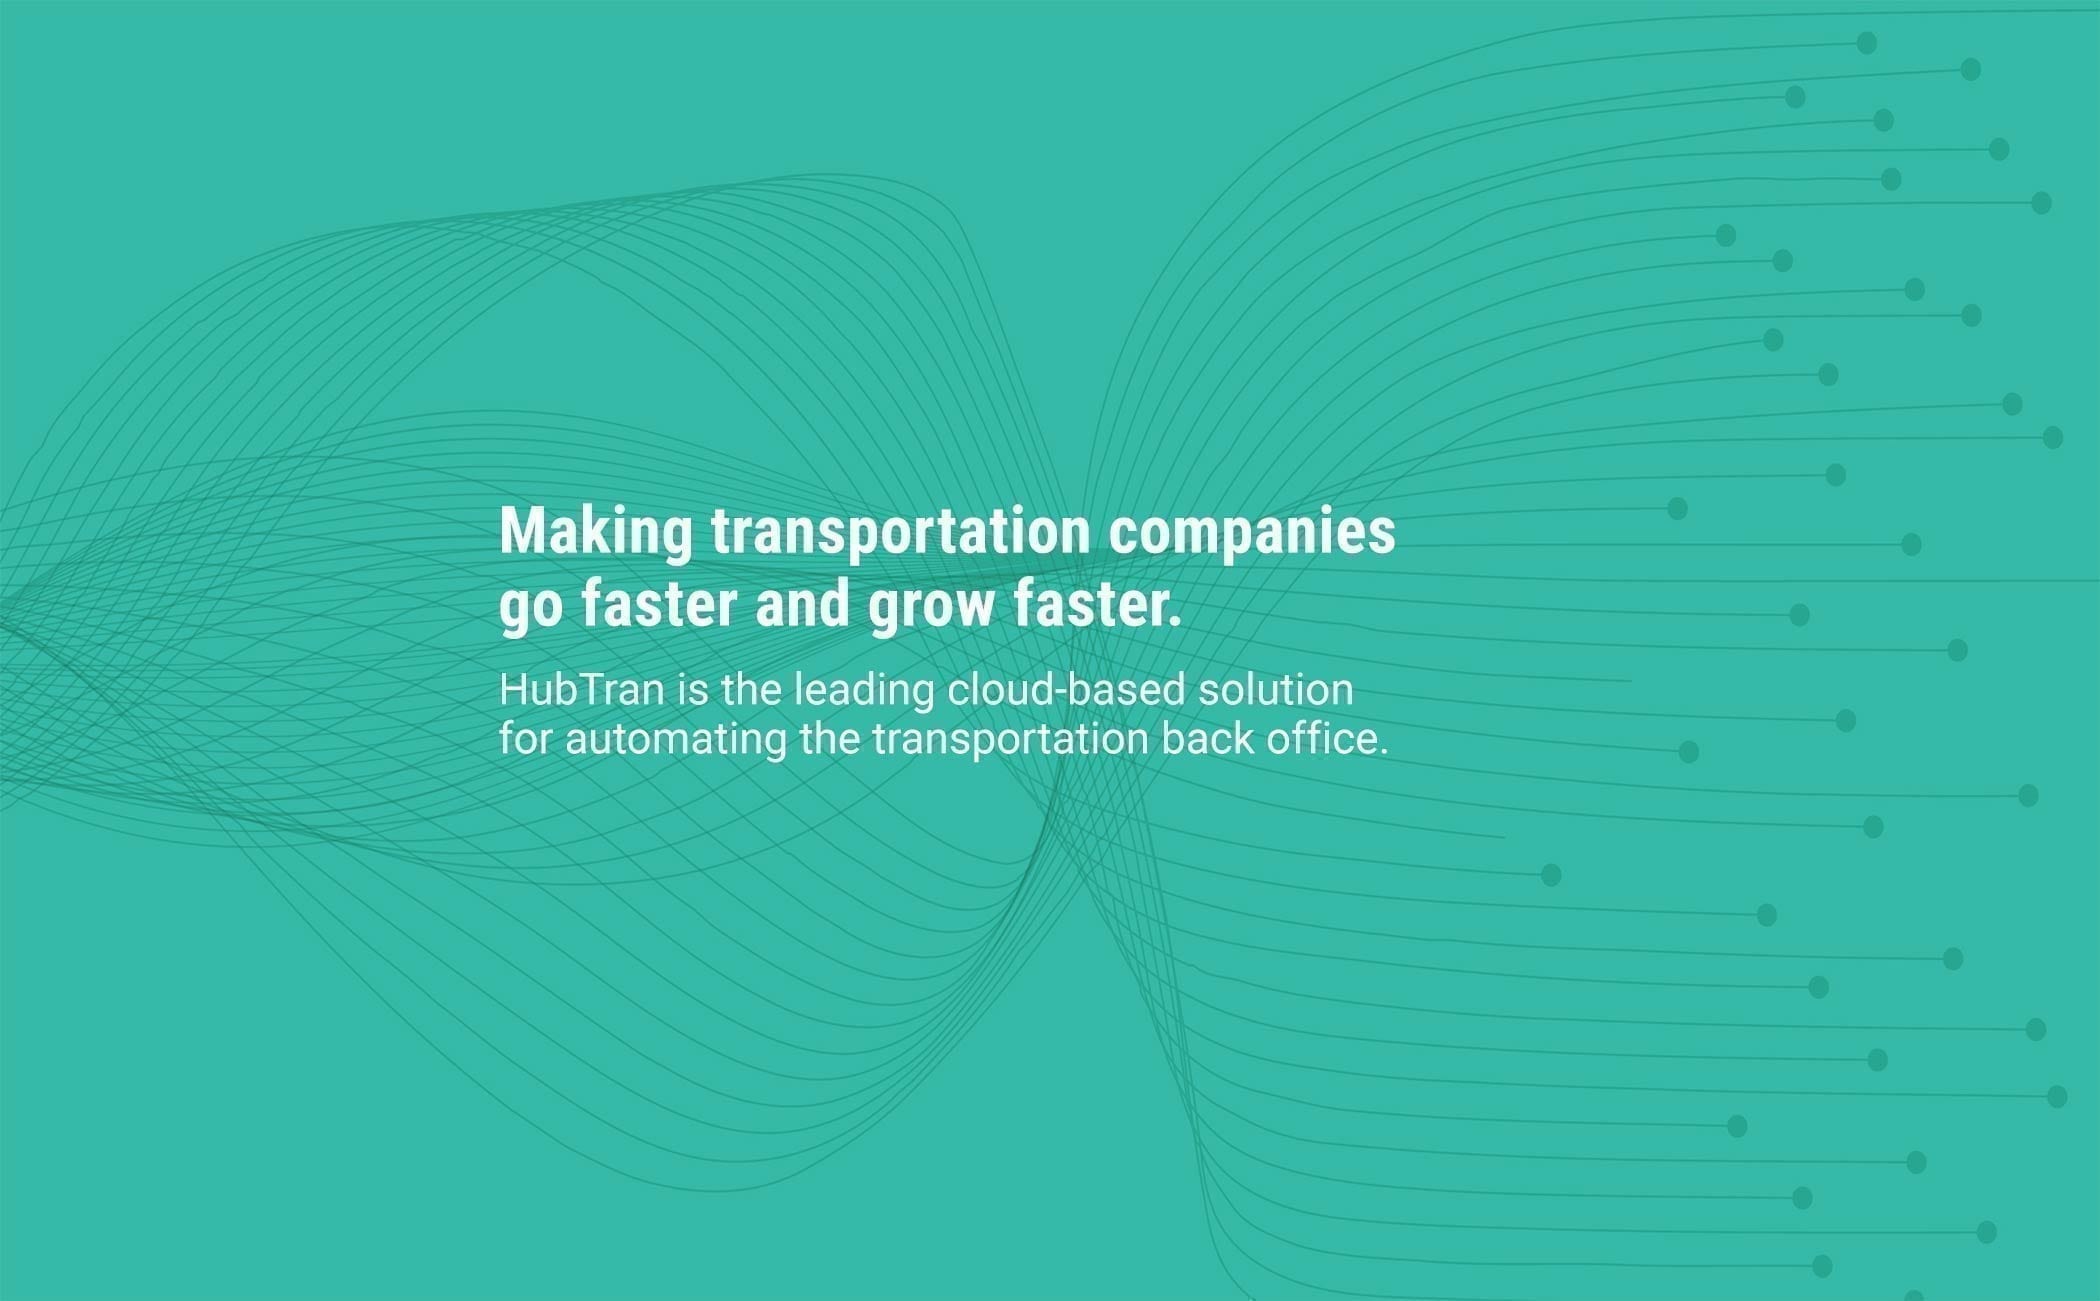 Making transportation companies
go faster and grow faster.
HubTran is the leading cloud-based solution
for automating the transportation back office.